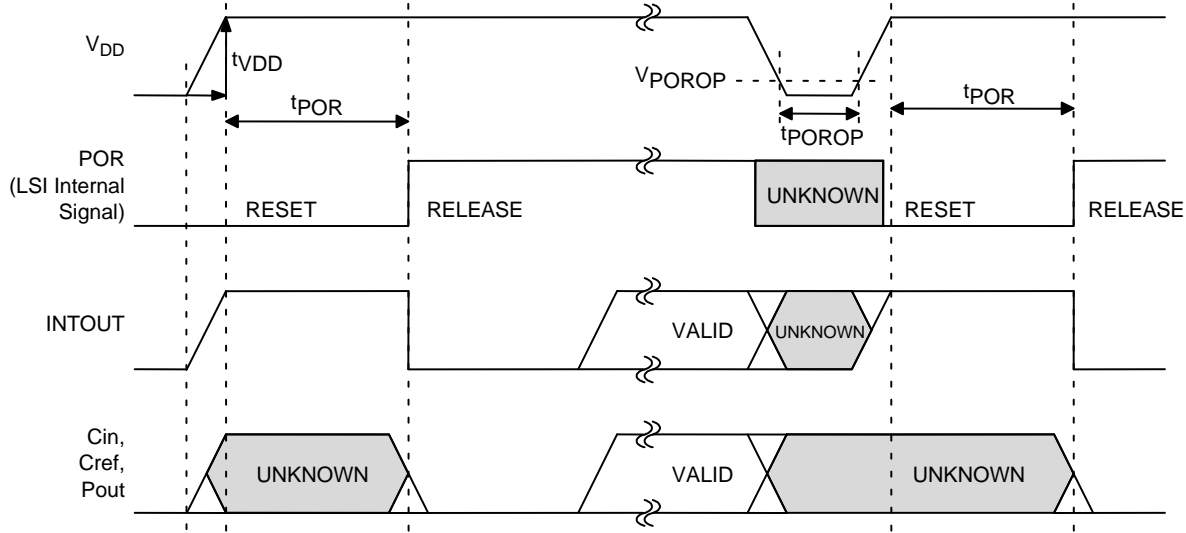 VDD
tVDD
VPOROP
tPOR
tPOR
tPOROP
POR
(LSI Internal
Signal)
UNKNOWN
RESET
RELEASE
RESET
RELEASE
INTOUT
VALID
UNKNOWN
Cin,
Cref,
Pout
UNKNOWN
VALID
UNKNOWN